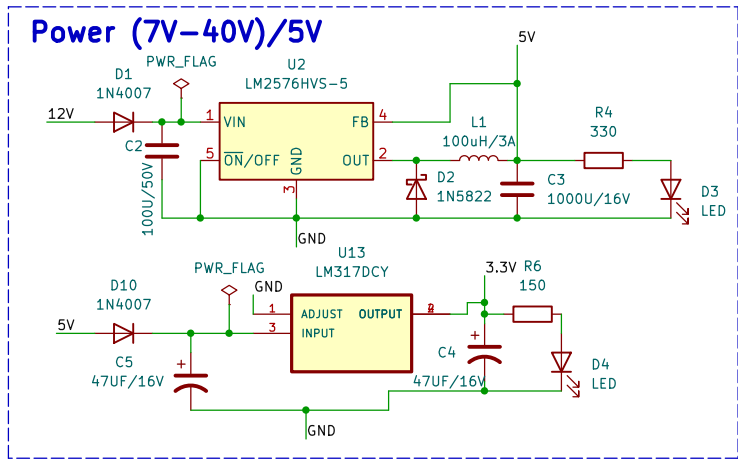 Power (7V-40V)/5V
5V
PWR_FLAG
D1
1N4007
U2
LM2576HVS-5
12V
1
VIN
FB
4
C2
100U/50V
5
ON/OFF
GND
3
OUT
2
L1
100uH/3A
R4
330
D2
1N5822
C3
1000U/16V
D3
LED
GND
U13
LM317DCY
PWR_FLAG
GND
3.3V
R6
150
D10
1N4007
5V
1
ADJUST
OUTPUT
3
INPUT
C5
47UF/16V
C4
47UF/16V
D4
LED
GND